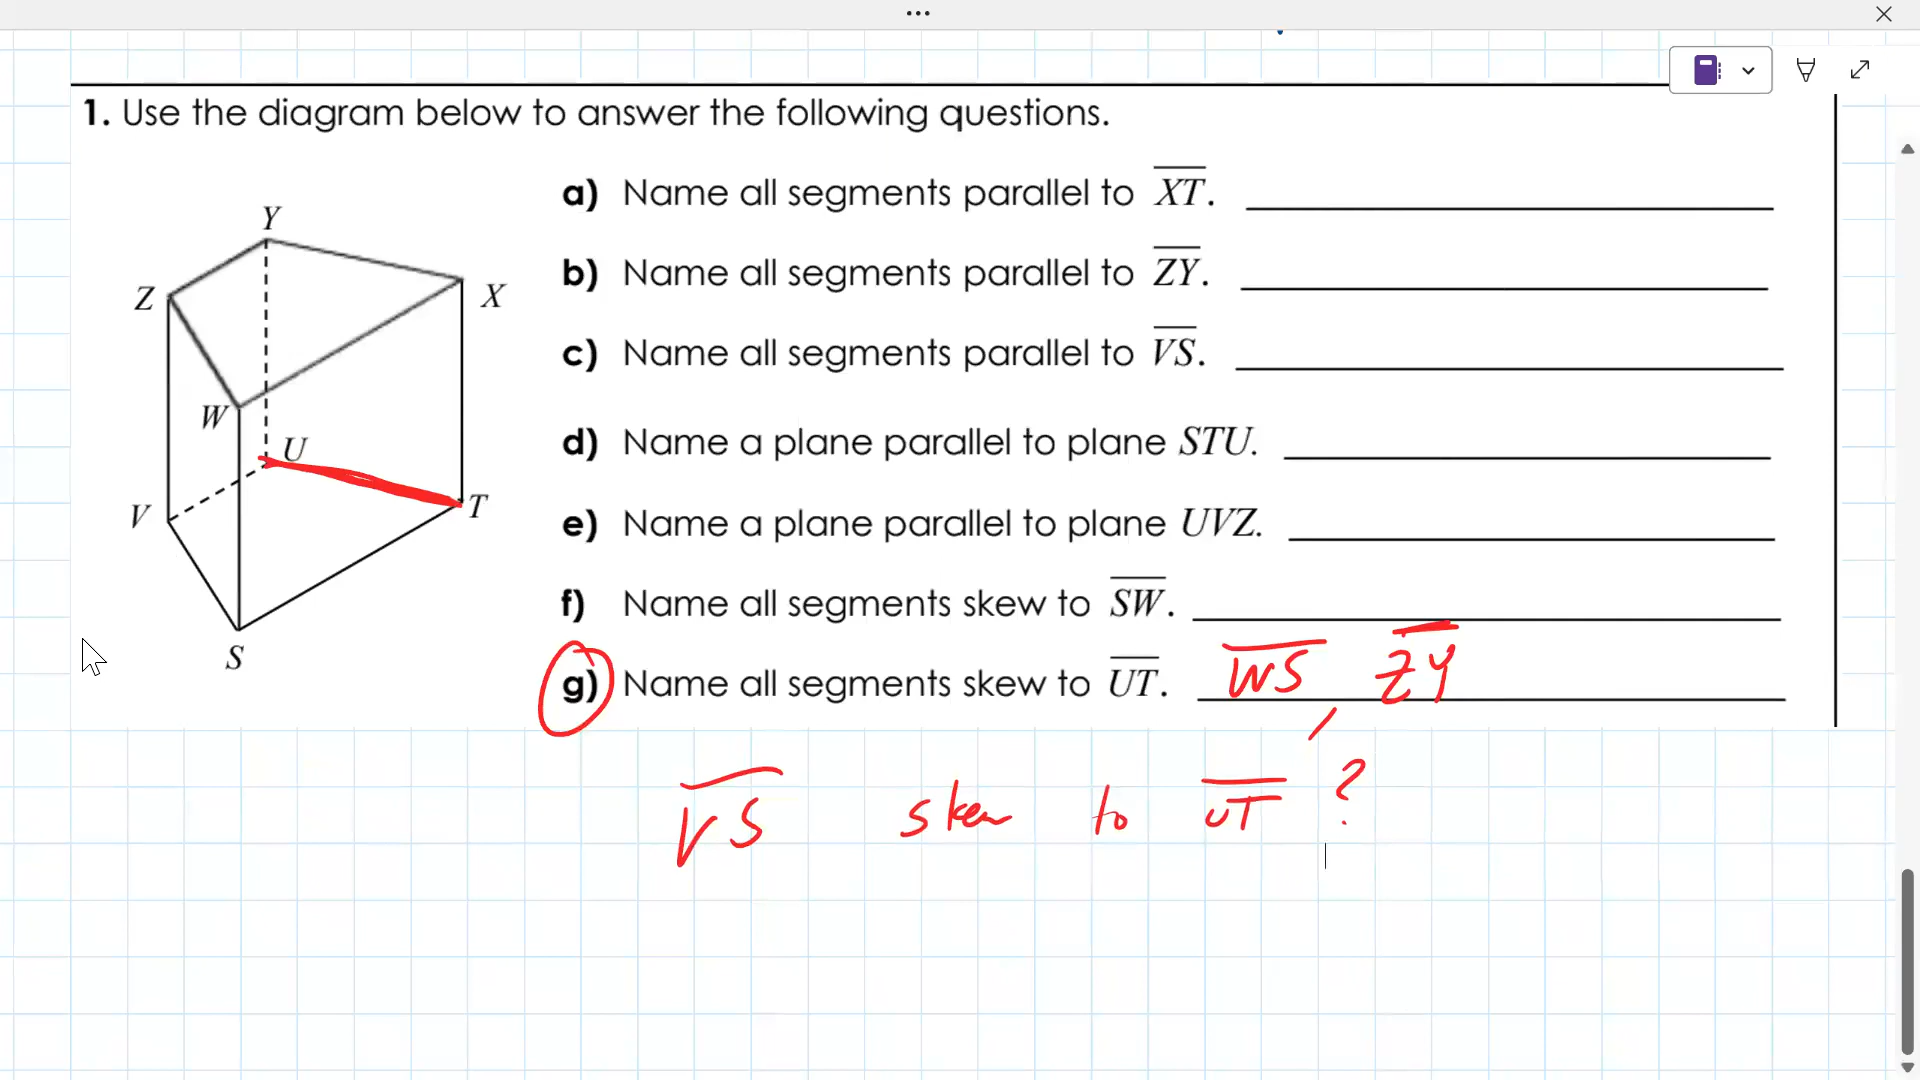 1. Use the diagram below to answer the following questions.
a) Name all segments parallel to XT.
b) Name all segments parallel to ZY.
c) Name all segments parallel to VS.
d) Name a plane parallel to plane STU.
e) Name a plane parallel to plane UVZ.
f) Name all segments skew to SW.
g) Name all segments skew to UT. WS, ZY
VS skew to UT ?
Y
Z
X
W
U
V
T
S